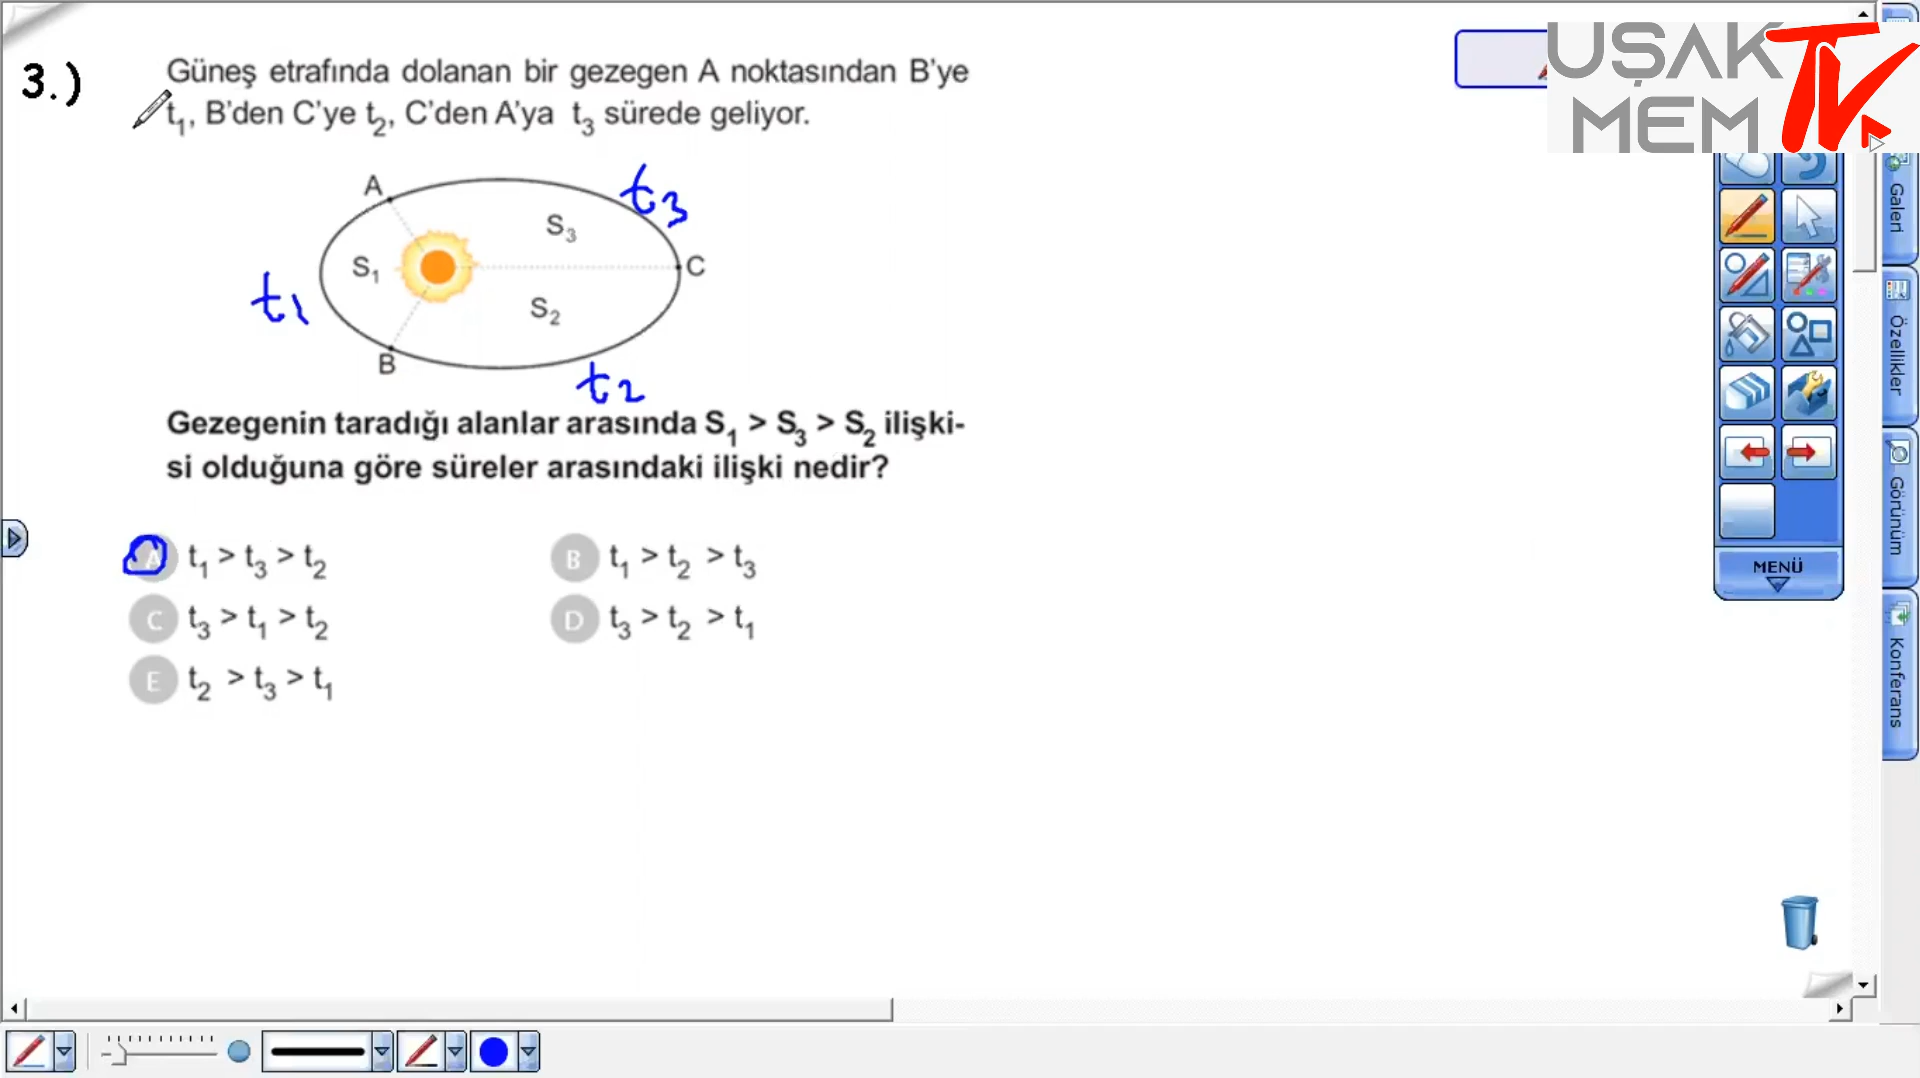 UŞAK
MEM TV
3.)
Güneş etrafında dolanan bir gezegen A noktasından B'ye
t₁, B'den C'ye t₂, C'den A'ya t₃ sürede geliyor.
A
t₃
S₃
S₁
C
t₁
S₂
B
t₂
Gezegenin taradığı alanlar arasında S₁ > S₃ > S₂ ilişki-
si olduğuna göre süreler arasındaki ilişki nedir?
A t₁ > t₃ > t₂
B t₁ > t₂ > t₃
C t₃ > t₁ > t₂
D t₃ > t₂ > t₁
E t₂ > t₃ > t₁
MENÜ
Galeri
Özellikler
Görünüm
Konferans